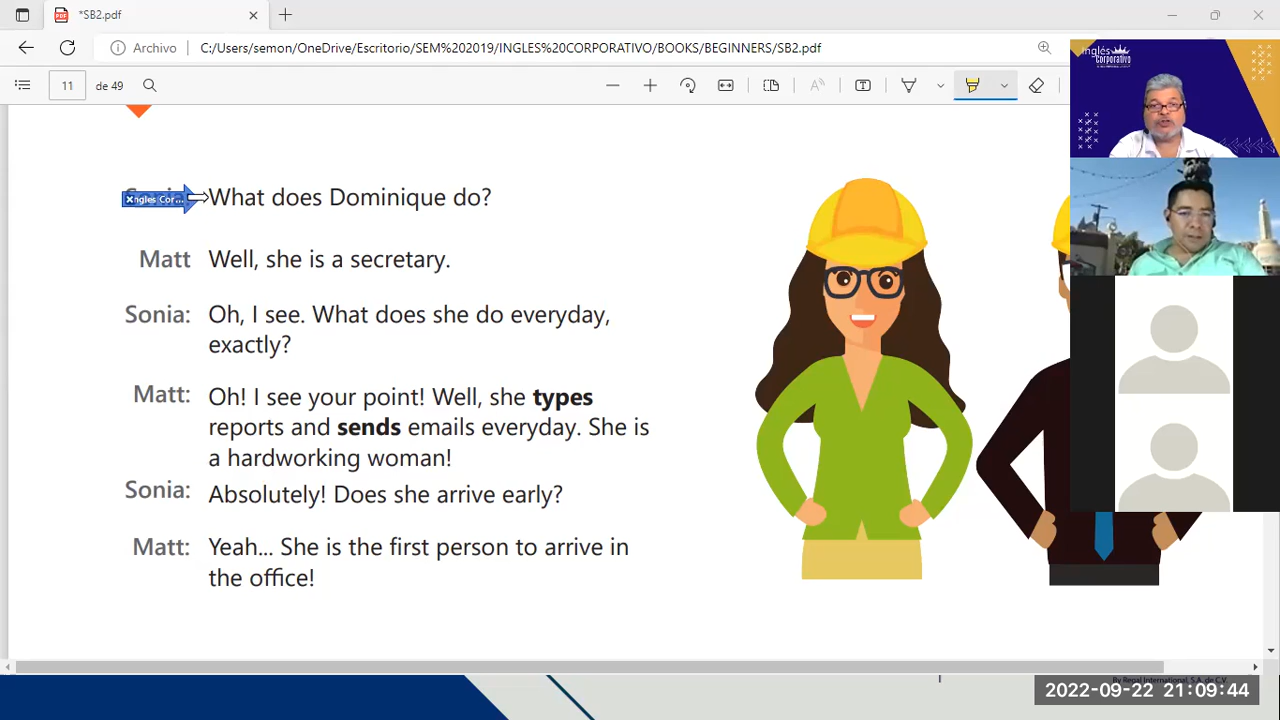 *SB2.pdf
Archivo C:/Users/semon/OneDrive/Escritorio/SEM%202019/INGLES%20CORPORATIVO/BOOKS/BEGINNERS/SB2.pdf
11 de 49
Inglés
Corporativo
What does Dominique do?
Matt Well, she is a secretary.
Sonia: Oh, I see. What does she do everyday,
exactly?
Matt: Oh! I see your point! Well, she types
reports and sends emails everyday. She is
a hardworking woman!
Sonia: Absolutely! Does she arrive early?
Matt: Yeah... She is the first person to arrive in
the office!
2022-09-22 21:09:44